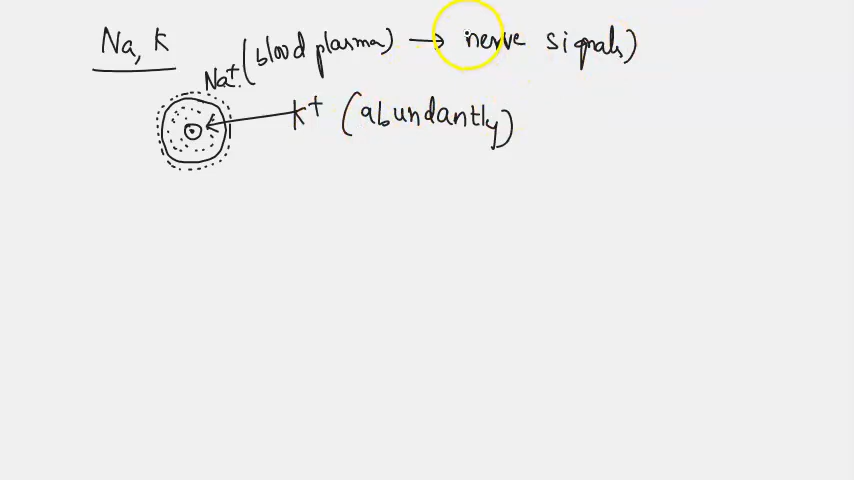 Na, K
Na⁺ (blood plasma) → nerve signals)
K⁺ (abundantly)